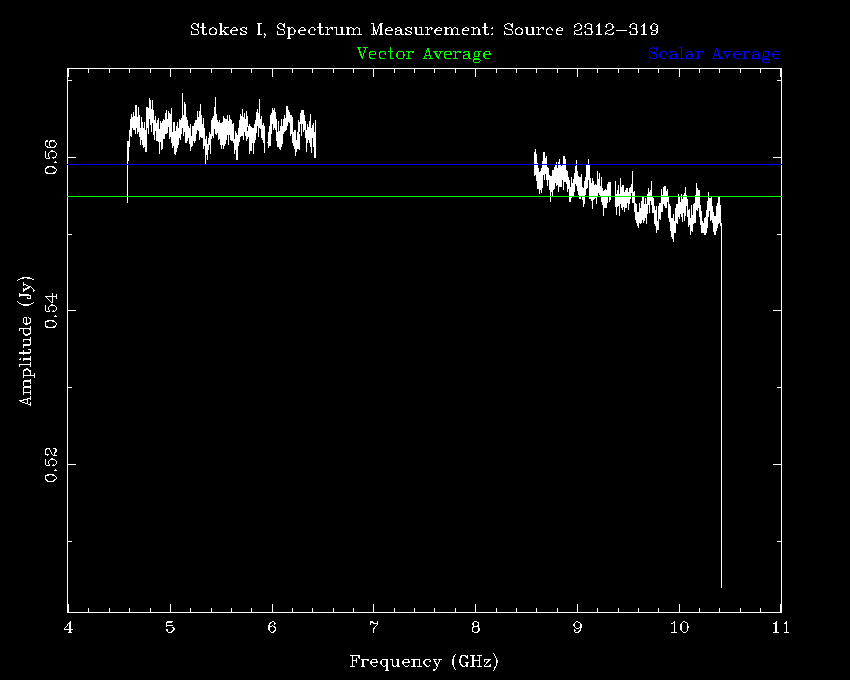 Stokes I, Spectrum Measurement: Source 2312-319
Vector Average Scalar Average
0.56
0.54
0.52
Amplitude (Jy)
4 5 6 7 8 9 10 11
Frequency (GHz)